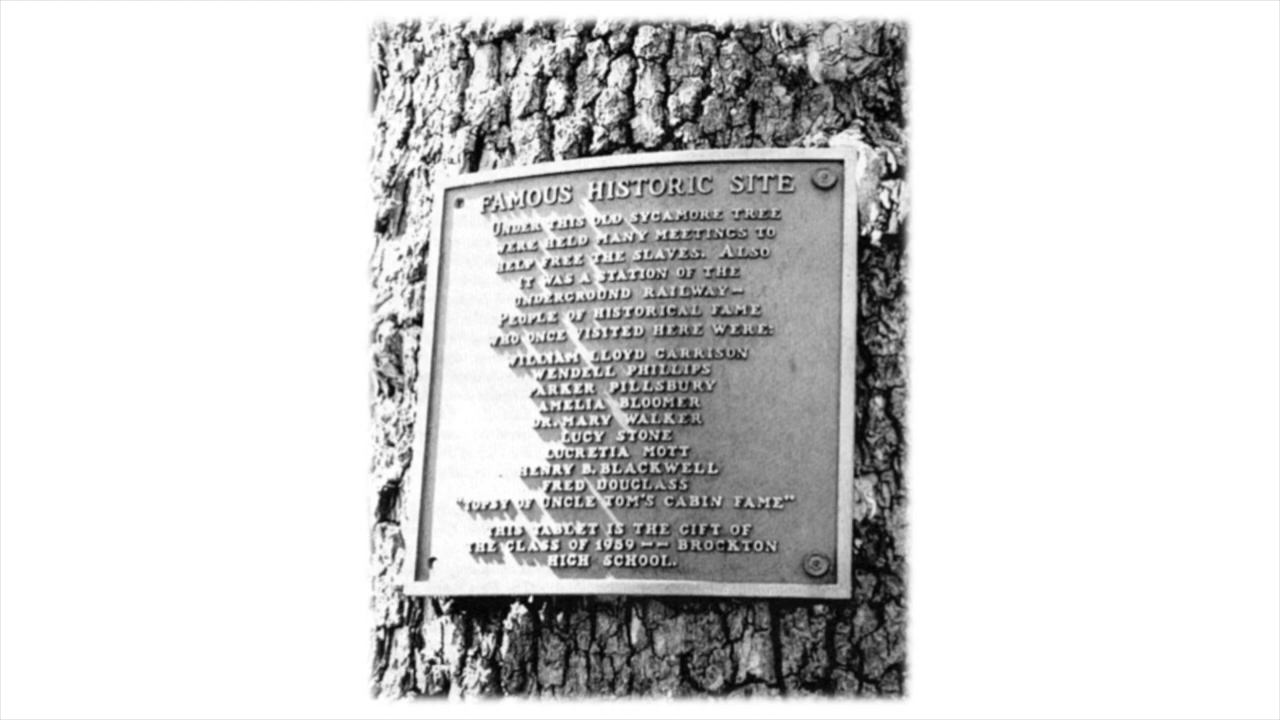 FAMOUS HISTORIC SITE
UNDER THIS OLD SYCAMORE TREE
WERE HELD MANY MEETINGS TO
HELP FREE THE SLAVES. ALSO
IT WAS A STATION OF THE
UNDERGROUND RAILWAY—
PEOPLE OF HISTORICAL FAME
WHO ONCE VISITED HERE WERE:
WILLIAM LLOYD GARRISON
WENDELL PHILLIPS
PARKER PILLSBURY
AMELIA BLOOMER
DR. MARY WALKER
LUCY STONE
LUCRETIA MOTT
HENRY B. BLACKWELL
FRED DOUGLASS
"TOPSY OF UNCLE TOM'S CABIN FAME"
THIS TABLET IS THE GIFT OF
THE CLASS OF 1959 —— BROCKTON
HIGH SCHOOL.